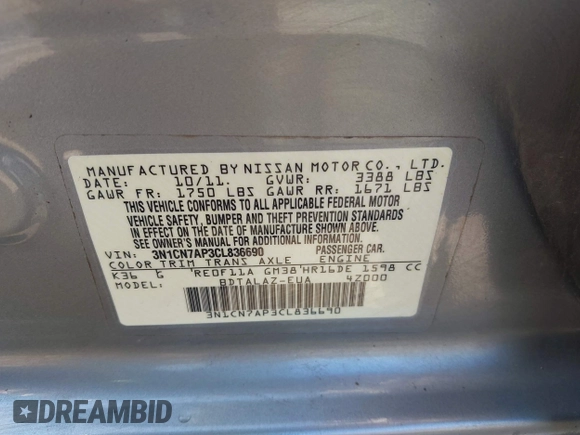 MANUFACTURED BY NISSAN MOTOR CO., LTD.
DATE: 10/11. GVWR: 3388 LBS
GAWR FR: 1750 LBS GAWR RR: 1671 LBS
THIS VEHICLE CONFORMS TO ALL APPLICABLE FEDERAL MOTOR
VEHICLE SAFETY, BUMPER AND THEFT PREVENTION STANDARDS
IN EFFECT ON THE DATE OF MANUFACTURE SHOWN ABOVE.
SEE OWNER'S MANUAL FOR LOADING AND TIRE INFORMATION.
VIN: 3N1CN7AP3CL836690 PASSENGER CAR.
COLOR TRIM TRANS AXLE ENGINE
K36 G RE0F11A GM38 HR16DE 1598 CC
MODEL: BDTALAZ-EUA 4Z000
3N1CN7AP3CL836690
DREAMBID